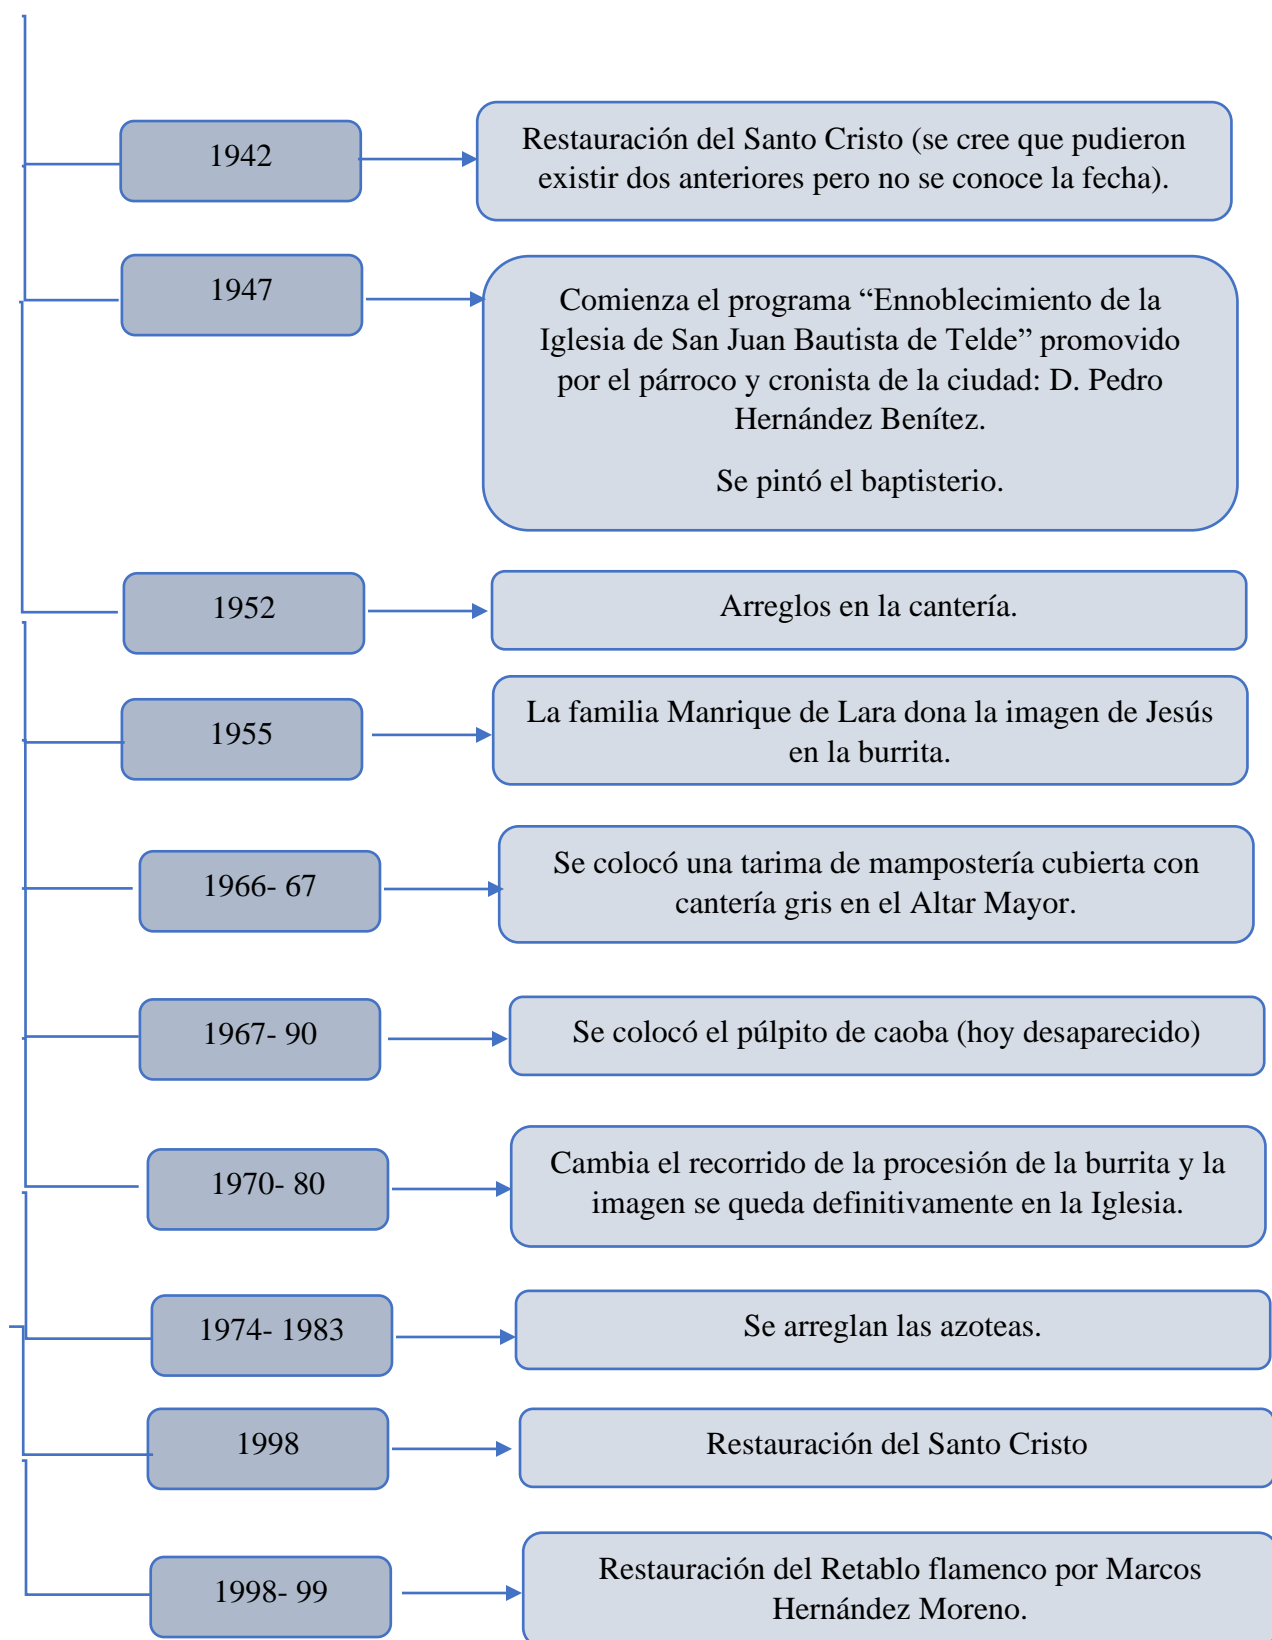 1942
Restauración del Santo Cristo (se cree que pudieron
existir dos anteriores pero no se conoce la fecha).
1947
Comienza el programa “Ennoblecimiento de la
Iglesia de San Juan Bautista de Telde” promovido
por el párroco y cronista de la ciudad: D. Pedro
Hernández Benítez.
Se pintó el baptisterio.
1952
Arreglos en la cantería.
1955
La familia Manrique de Lara dona la imagen de Jesús
en la burrita.
1966- 67
Se colocó una tarima de mampostería cubierta con
cantería gris en el Altar Mayor.
1967- 90
Se colocó el púlpito de caoba (hoy desaparecido)
1970- 80
Cambia el recorrido de la procesión de la burrita y la
imagen se queda definitivamente en la Iglesia.
1974- 1983
Se arreglan las azoteas.
1998
Restauración del Santo Cristo
1998- 99
Restauración del Retablo flamenco por Marcos
Hernández Moreno.